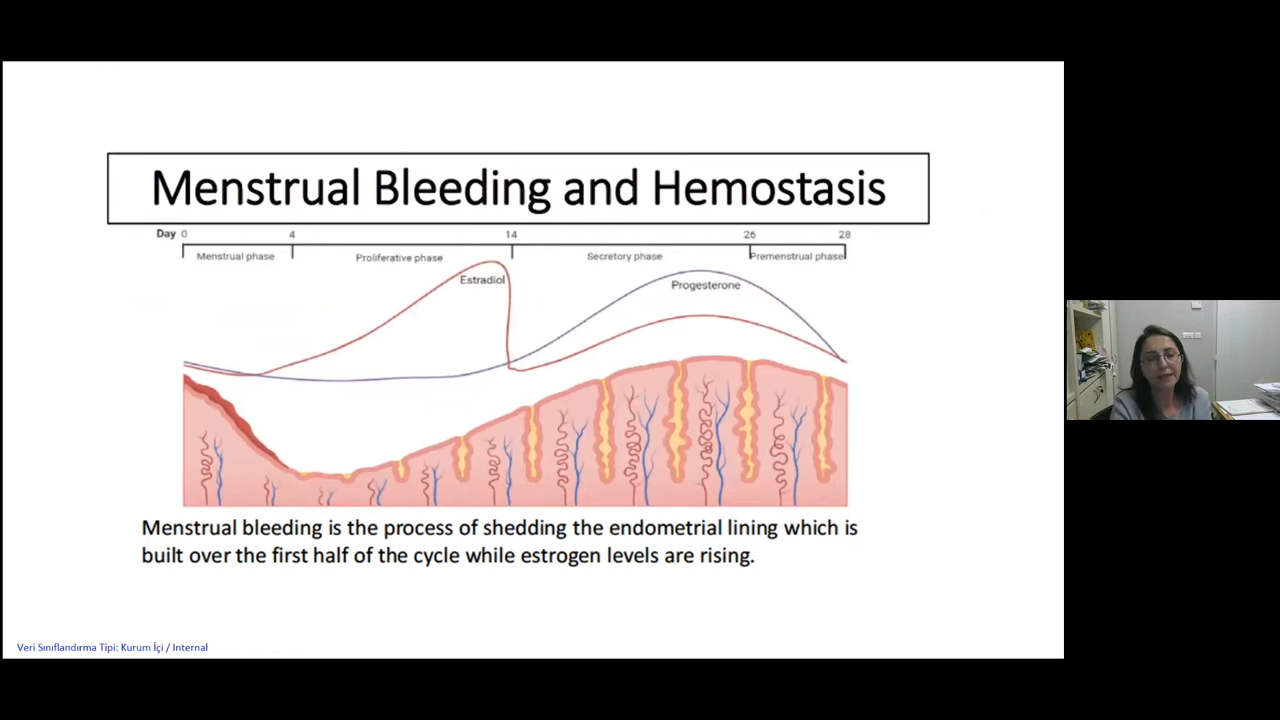 Menstrual Bleeding and Hemostasis
Day 0 4 14 26 28
Menstrual phase Proliferative phase Secretory phase Premenstrual phase
Estradiol Progesterone
Menstrual bleeding is the process of shedding the endometrial lining which is
built over the first half of the cycle while estrogen levels are rising.
Veri Sınıflandırma Tipi: Kurum İçi / Internal